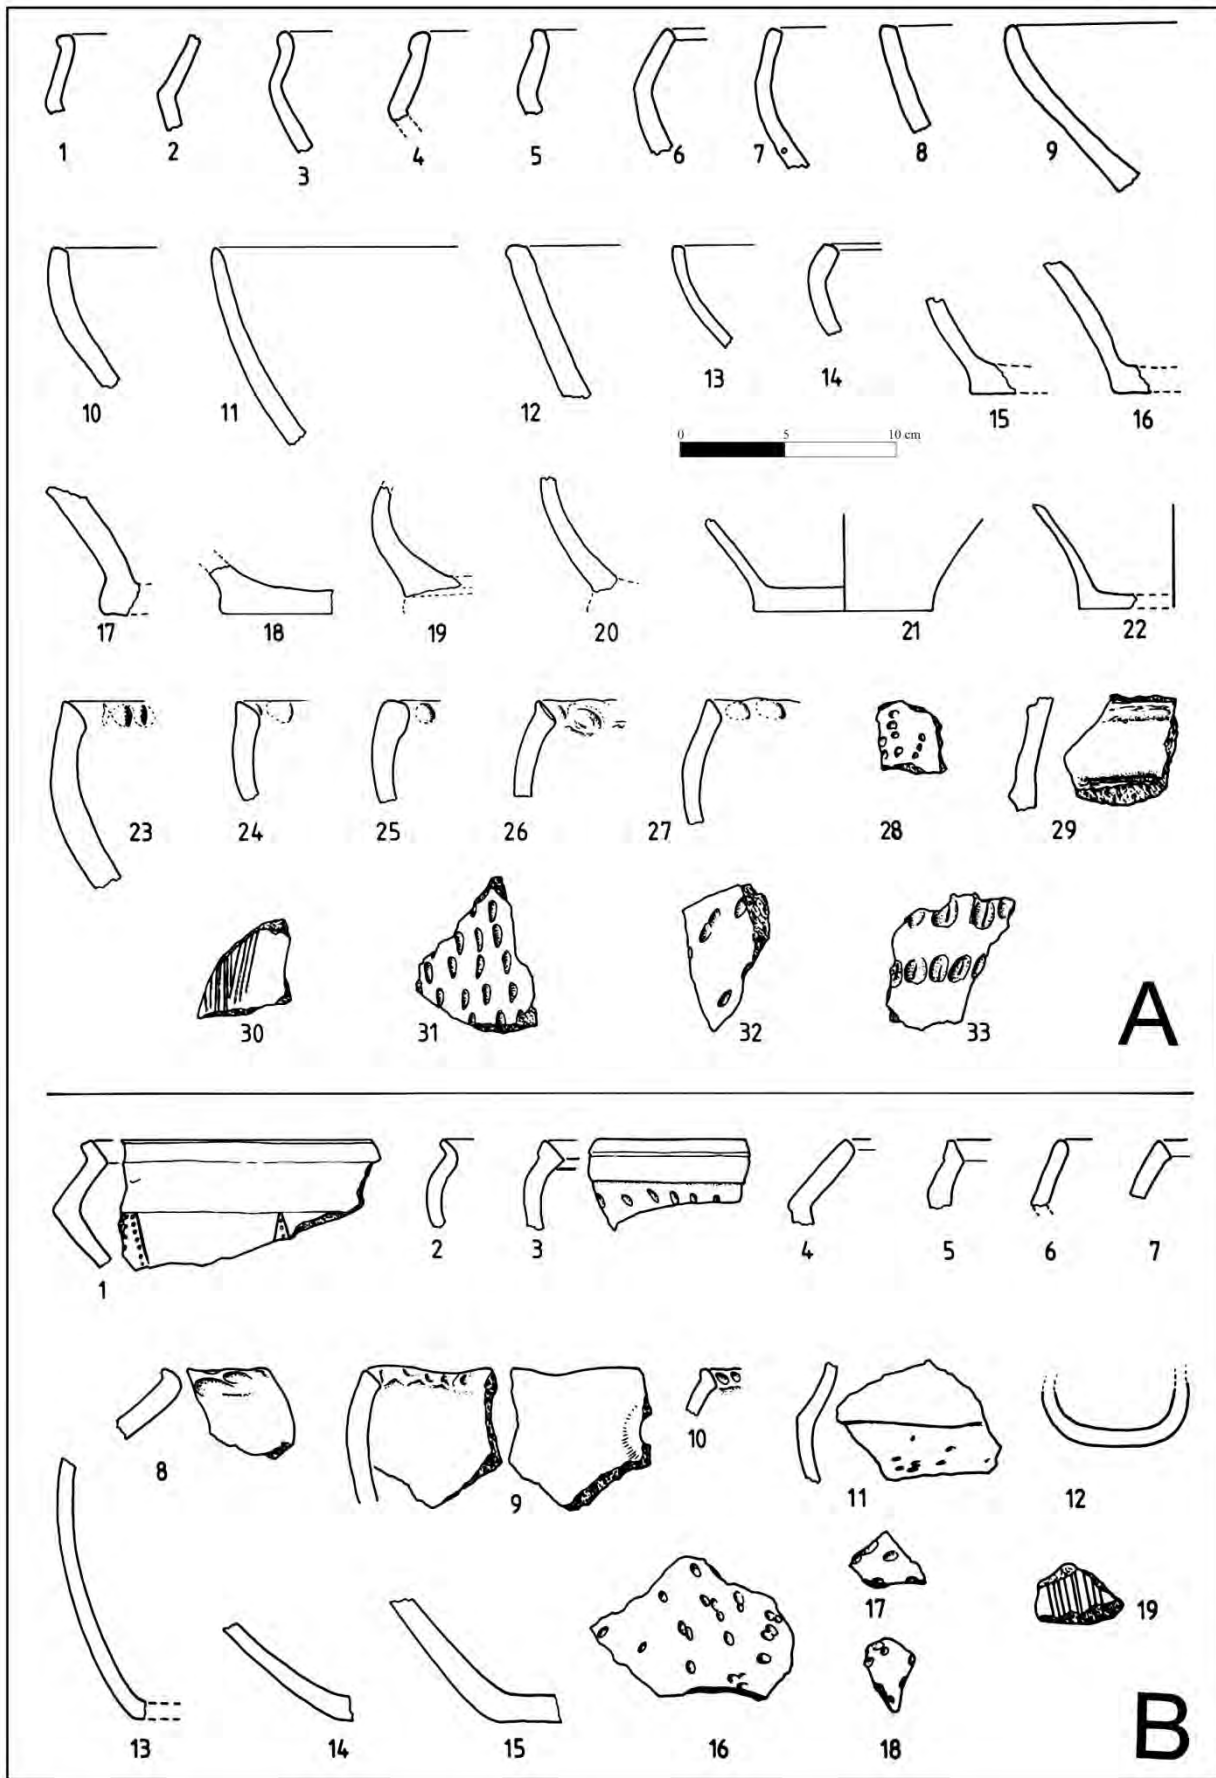 1 2 3 4 5 6 7 8 9
10 11 12 13 14 15 16
0 5 10 cm
17 18 19 20 21 22
23 24 25 26 27 28 29
30 31 32 33
A
1 2 3 4 5 6 7
8 9 10 11 12
13 14 15 16 17 18 19
B